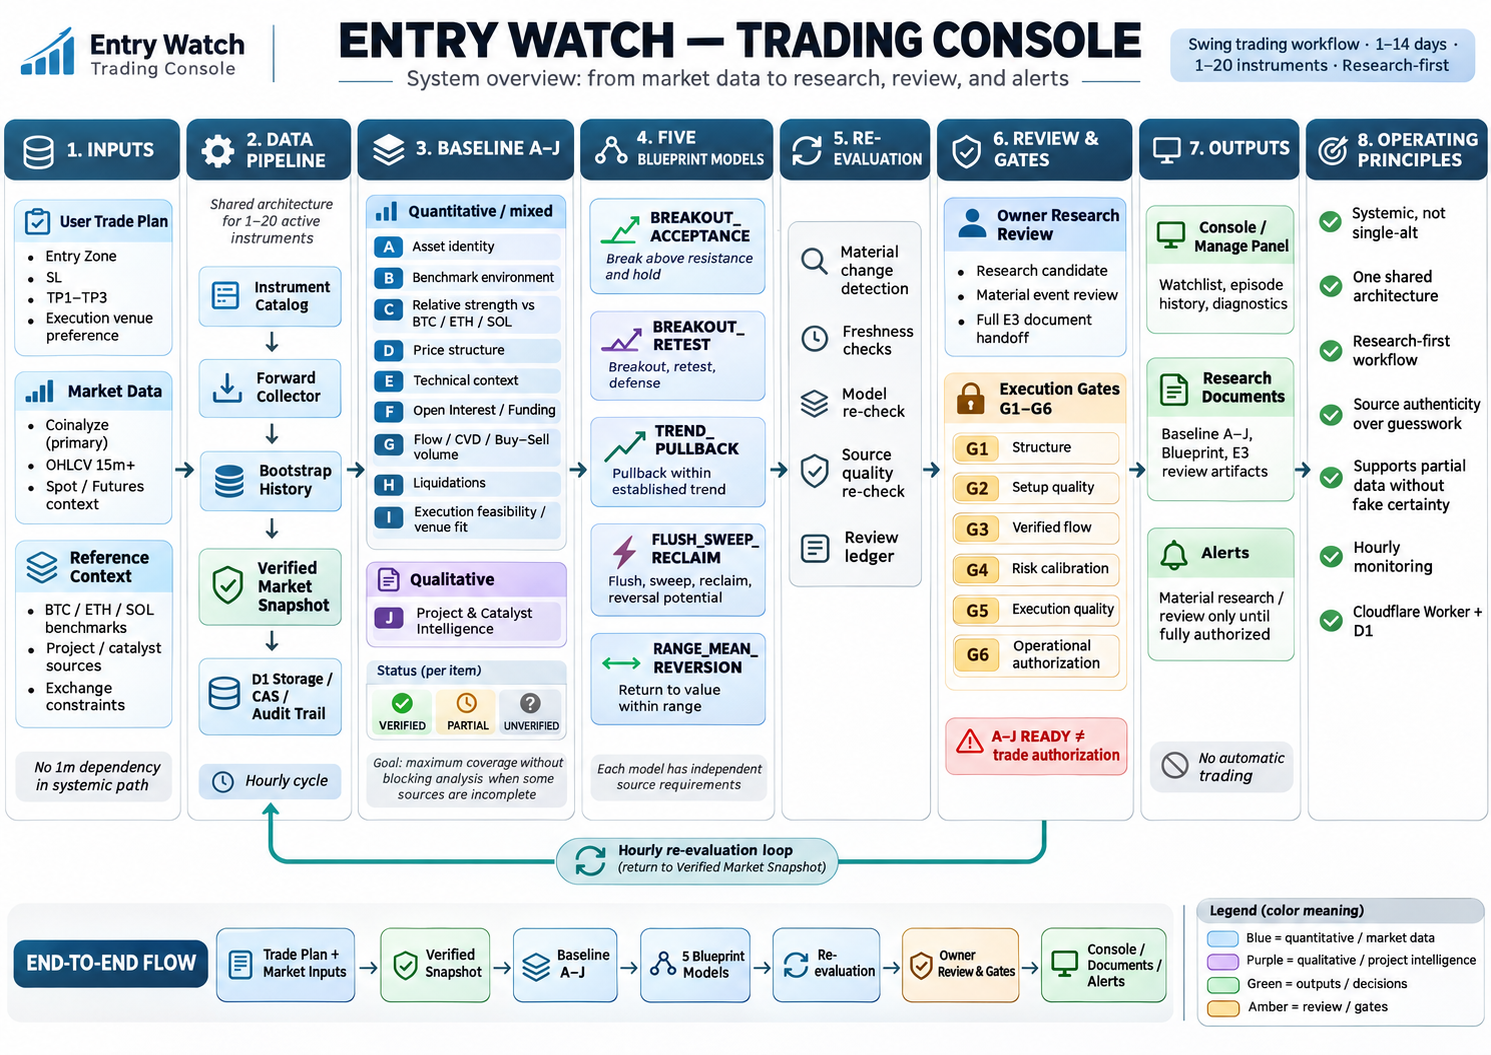 Entry Watch
Trading Console
ENTRY WATCH — TRADING CONSOLE
System overview: from market data to research, review, and alerts
Swing trading workflow · 1–14 days ·
1–20 instruments · Research-first
1. INPUTS
User Trade Plan
• Entry Zone
• SL
• TP1–TP3
• Execution venue
preference
Market Data
• Coinalyze
(primary)
• OHLCV 15m+
• Spot / Futures
context
Reference
Context
• BTC / ETH / SOL
benchmarks
• Project / catalyst
sources
• Exchange
constraints
No 1m dependency
in systemic path
2. DATA
PIPELINE
Shared architecture
for 1–20 active
instruments
Instrument
Catalog
Forward
Collector
Bootstrap
History
Verified
Market
Snapshot
D1 Storage /
CAS /
Audit Trail
Hourly cycle
3. BASELINE A–J
Quantitative / mixed
A Asset identity
B Benchmark environment
C Relative strength vs
BTC / ETH / SOL
D Price structure
E Technical context
F Open Interest / Funding
G Flow / CVD / Buy–Sell
volume
H Liquidations
I Execution feasibility /
venue fit
Qualitative
J Project & Catalyst
Intelligence
Status (per item)
VERIFIED
PARTIAL
? UNVERIFIED
Goal: maximum coverage without
blocking analysis when some
sources are incomplete
4. FIVE
BLUEPRINT MODELS
BREAKOUT_
ACCEPTANCE
Break above resistance
and hold
BREAKOUT_
RETEST
Breakout, retest,
defense
TREND_
PULLBACK
Pullback within
established trend
FLUSH_SWEEP_
RECLAIM
Flush, sweep, reclaim,
reversal potential
RANGE_MEAN_
REVERSION
Return to value
within range
Each model has independent
source requirements
5. RE-
EVALUATION
Material
change
detection
Freshness
checks
Model
re-check
Source
quality
re-check
Review
ledger
6. REVIEW &
GATES
Owner Research
Review
• Research candidate
• Material event review
• Full E3 document
handoff
Execution Gates
G1–G6
G1 Structure
G2 Setup quality
G3 Verified flow
G4 Risk calibration
G5 Execution quality
G6 Operational
authorization
A–J READY ≠
trade authorization
7. OUTPUTS
Console /
Manage Panel
Watchlist, episode
history, diagnostics
Research
Documents
Baseline A–J,
Blueprint, E3
review artifacts
Alerts
Material research /
review only until
fully authorized
No automatic
trading
8. OPERATING
PRINCIPLES
Systemic, not
single-alt
One shared
architecture
Research-first
workflow
Source authenticity
over guesswork
Supports partial
data without
fake certainty
Hourly
monitoring
Cloudflare Worker +
D1
Hourly re-evaluation loop
(return to Verified Market Snapshot)
END-TO-END FLOW
Trade Plan +
Market Inputs
Verified
Snapshot
Baseline
A–J
5 Blueprint
Models
Re-
evaluation
Owner
Review & Gates
Console /
Documents /
Alerts
Legend (color meaning)
Blue = quantitative / market data
Purple = qualitative / project intelligence
Green = outputs / decisions
Amber = review / gates